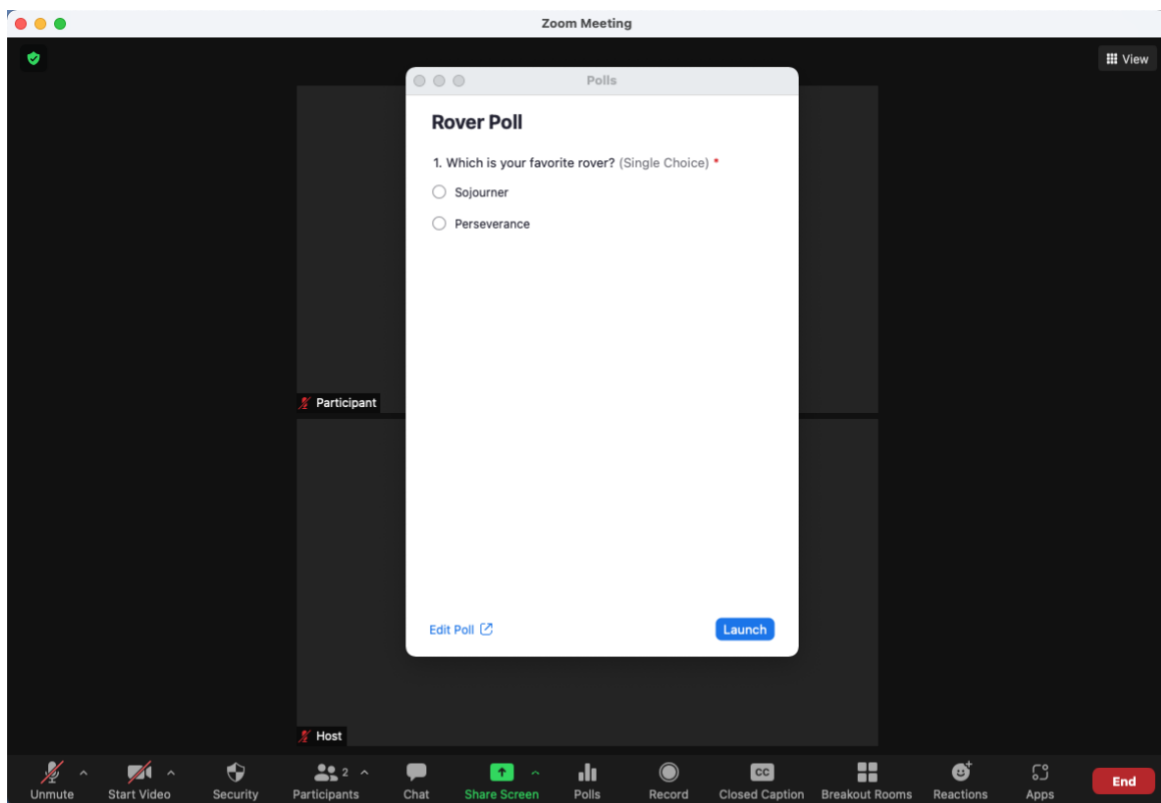 Zoom Meeting
View
Polls
Rover Poll
1. Which is your favorite rover? (Single Choice) *
Sojourner
Perseverance
Edit Poll
Launch
Participant
Host
2
Unmute
Start Video
Security
Participants
Chat
Share Screen
Polls
Record
CC
Closed Caption
Breakout Rooms
Reactions
Apps
End